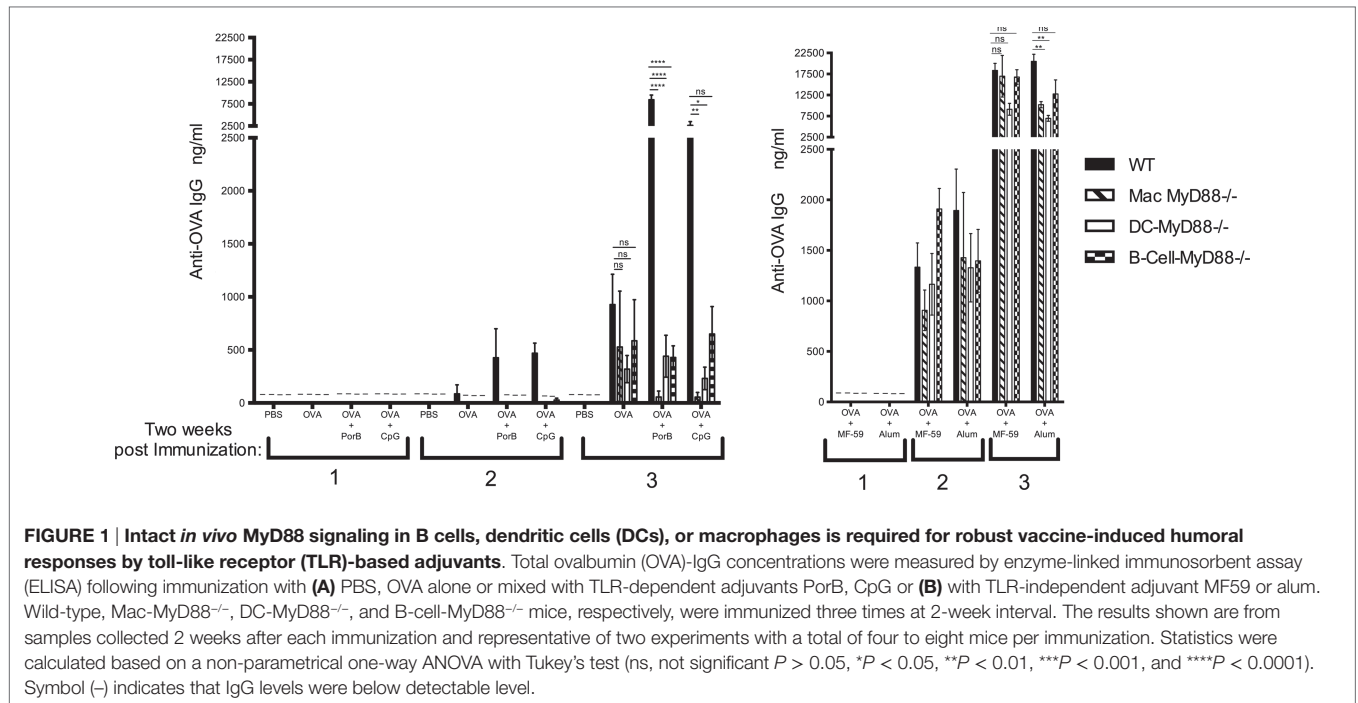 22500
17500
12500
7500
2500
2500
2000
1500
1000
500
0
Anti-OVA IgG ng/ml
ns
ns
ns
****
****
****
ns
*
**
PBS OVA OVA + PorB OVA + CpG PBS OVA OVA + PorB OVA + CpG PBS OVA OVA + PorB OVA + CpG
Two weeks
post Immunization:
1 2 3
22500
17500
12500
7500
2500
2500
2000
1500
1000
500
0
Anti-OVA IgG ng/ml
ns
ns
ns
ns
**
**
OVA + MF-59 OVA + Alum OVA + MF-59 OVA + Alum OVA + MF-59 OVA + Alum
1 2 3
WT
Mac MyD88-/-
DC-MyD88-/-
B-Cell-MyD88-/-
FIGURE 1 | Intact in vivo MyD88 signaling in B cells, dendritic cells (DCs), or macrophages is required for robust vaccine-induced humoral
responses by toll-like receptor (TLR)-based adjuvants. Total ovalbumin (OVA)-IgG concentrations were measured by enzyme-linked immunosorbent assay
(ELISA) following immunization with (A) PBS, OVA alone or mixed with TLR-dependent adjuvants PorB, CpG or (B) with TLR-independent adjuvant MF59 or alum.
Wild-type, Mac-MyD88−/−, DC-MyD88−/−, and B-cell-MyD88−/− mice, respectively, were immunized three times at 2-week interval. The results shown are from
samples collected 2 weeks after each immunization and representative of two experiments with a total of four to eight mice per immunization. Statistics were
calculated based on a non-parametrical one-way ANOVA with Tukey's test (ns, not significant P > 0.05, *P < 0.05, **P < 0.01, ***P < 0.001, and ****P < 0.0001).
Symbol (–) indicates that IgG levels were below detectable level.